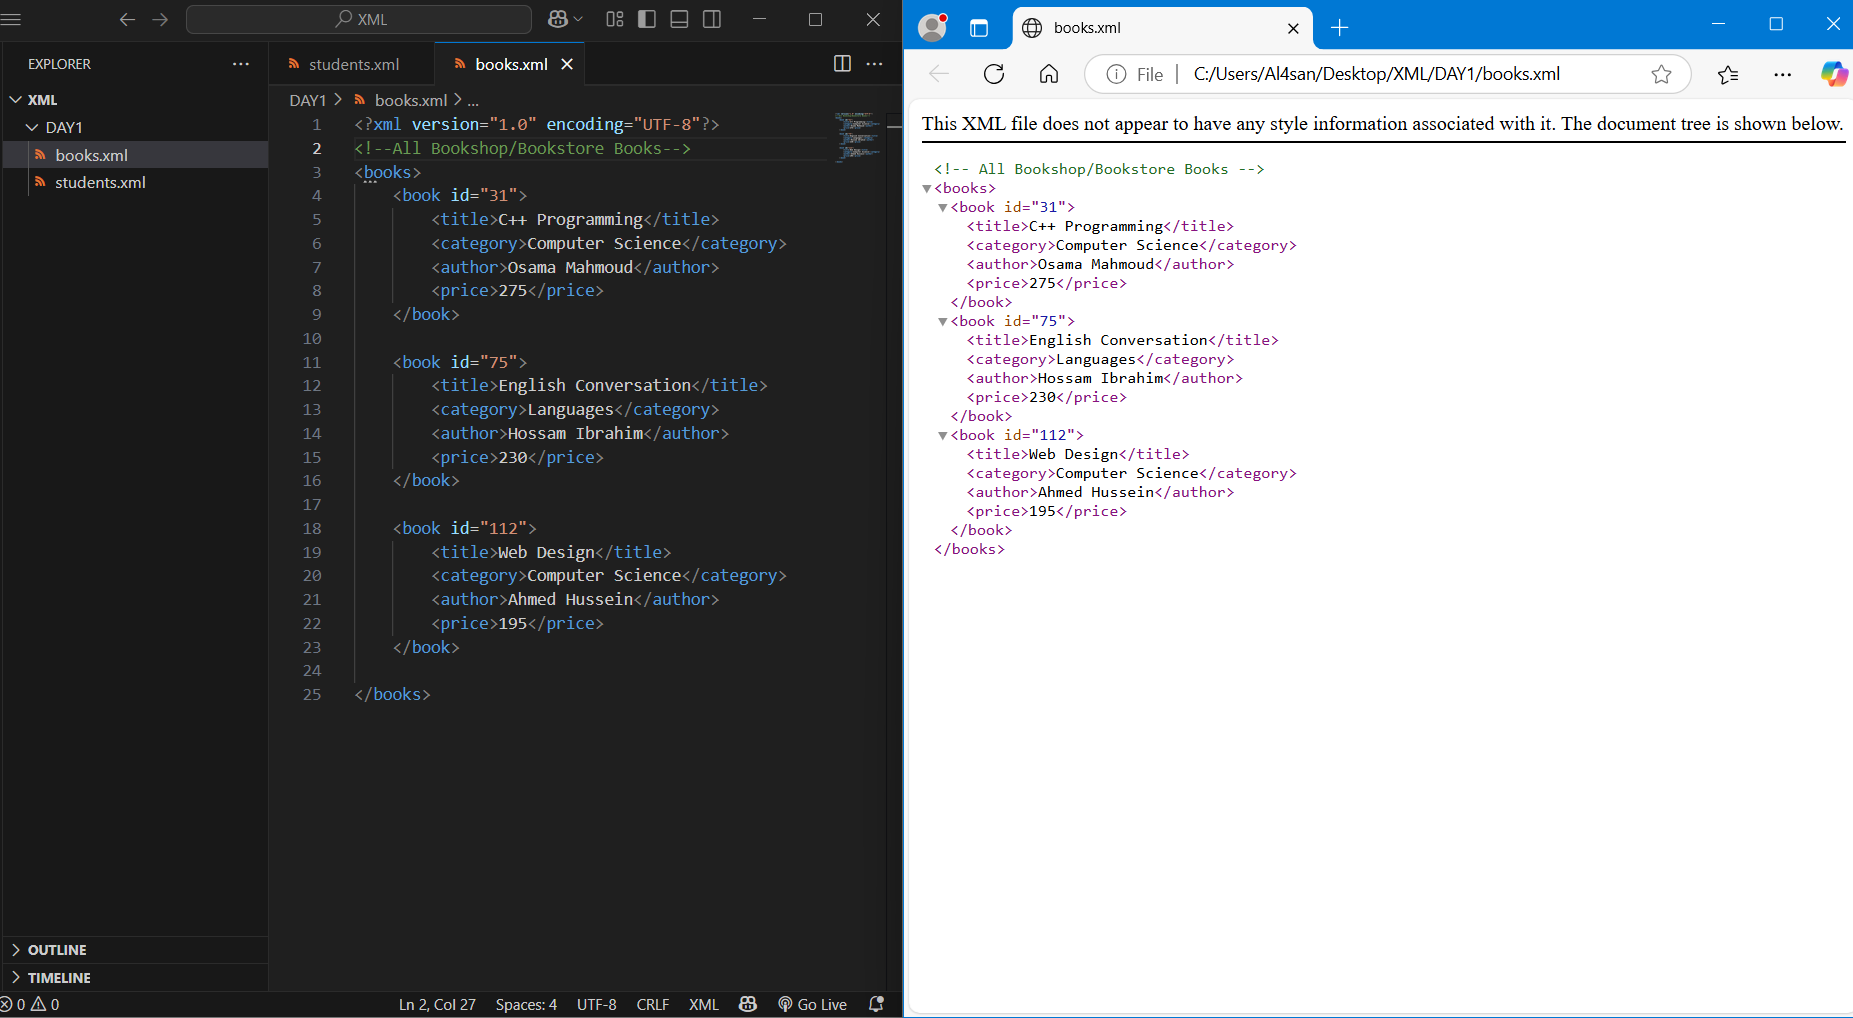 XML
EXPLORER
XML
DAY1
books.xml
students.xml
OUTLINE
TIMELINE
students.xml
books.xml
DAY1 > books.xml > ...
1 <?xml version="1.0" encoding="UTF-8"?>
2 <!--All Bookshop/Bookstore Books-->
3 <books>
4 <book id="31">
5 <title>C++ Programming</title>
6 <category>Computer Science</category>
7 <author>Osama Mahmoud</author>
8 <price>275</price>
9 </book>
10
11 <book id="75">
12 <title>English Conversation</title>
13 <category>Languages</category>
14 <author>Hossam Ibrahim</author>
15 <price>230</price>
16 </book>
17
18 <book id="112">
19 <title>Web Design</title>
20 <category>Computer Science</category>
21 <author>Ahmed Hussein</author>
22 <price>195</price>
23 </book>
24
25 </books>
0 0 Ln 2, Col 27 Spaces: 4 UTF-8 CRLF XML Go Live
books.xml
File | C:/Users/Al4san/Desktop/XML/DAY1/books.xml
This XML file does not appear to have any style information associated with it. The document tree is shown below.
<!-- All Bookshop/Bookstore Books -->
<books>
<book id="31">
<title>C++ Programming</title>
<category>Computer Science</category>
<author>Osama Mahmoud</author>
<price>275</price>
</book>
<book id="75">
<title>English Conversation</title>
<category>Languages</category>
<author>Hossam Ibrahim</author>
<price>230</price>
</book>
<book id="112">
<title>Web Design</title>
<category>Computer Science</category>
<author>Ahmed Hussein</author>
<price>195</price>
</book>
</books>